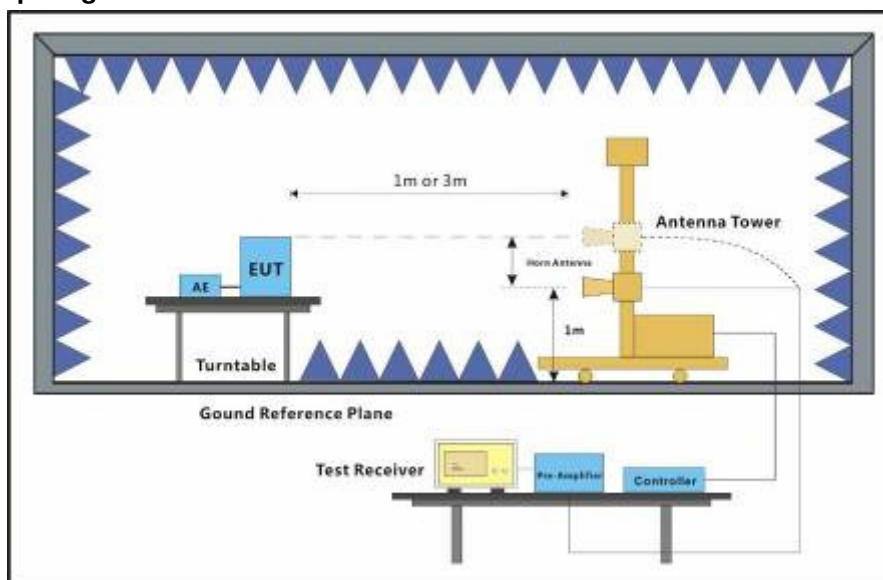 1m or 3m
Antenna Tower
EUT
Horn Antenna
AE
1m
Turntable
Gound Reference Plane
Test Receiver
Pre-Amplifier
Controller